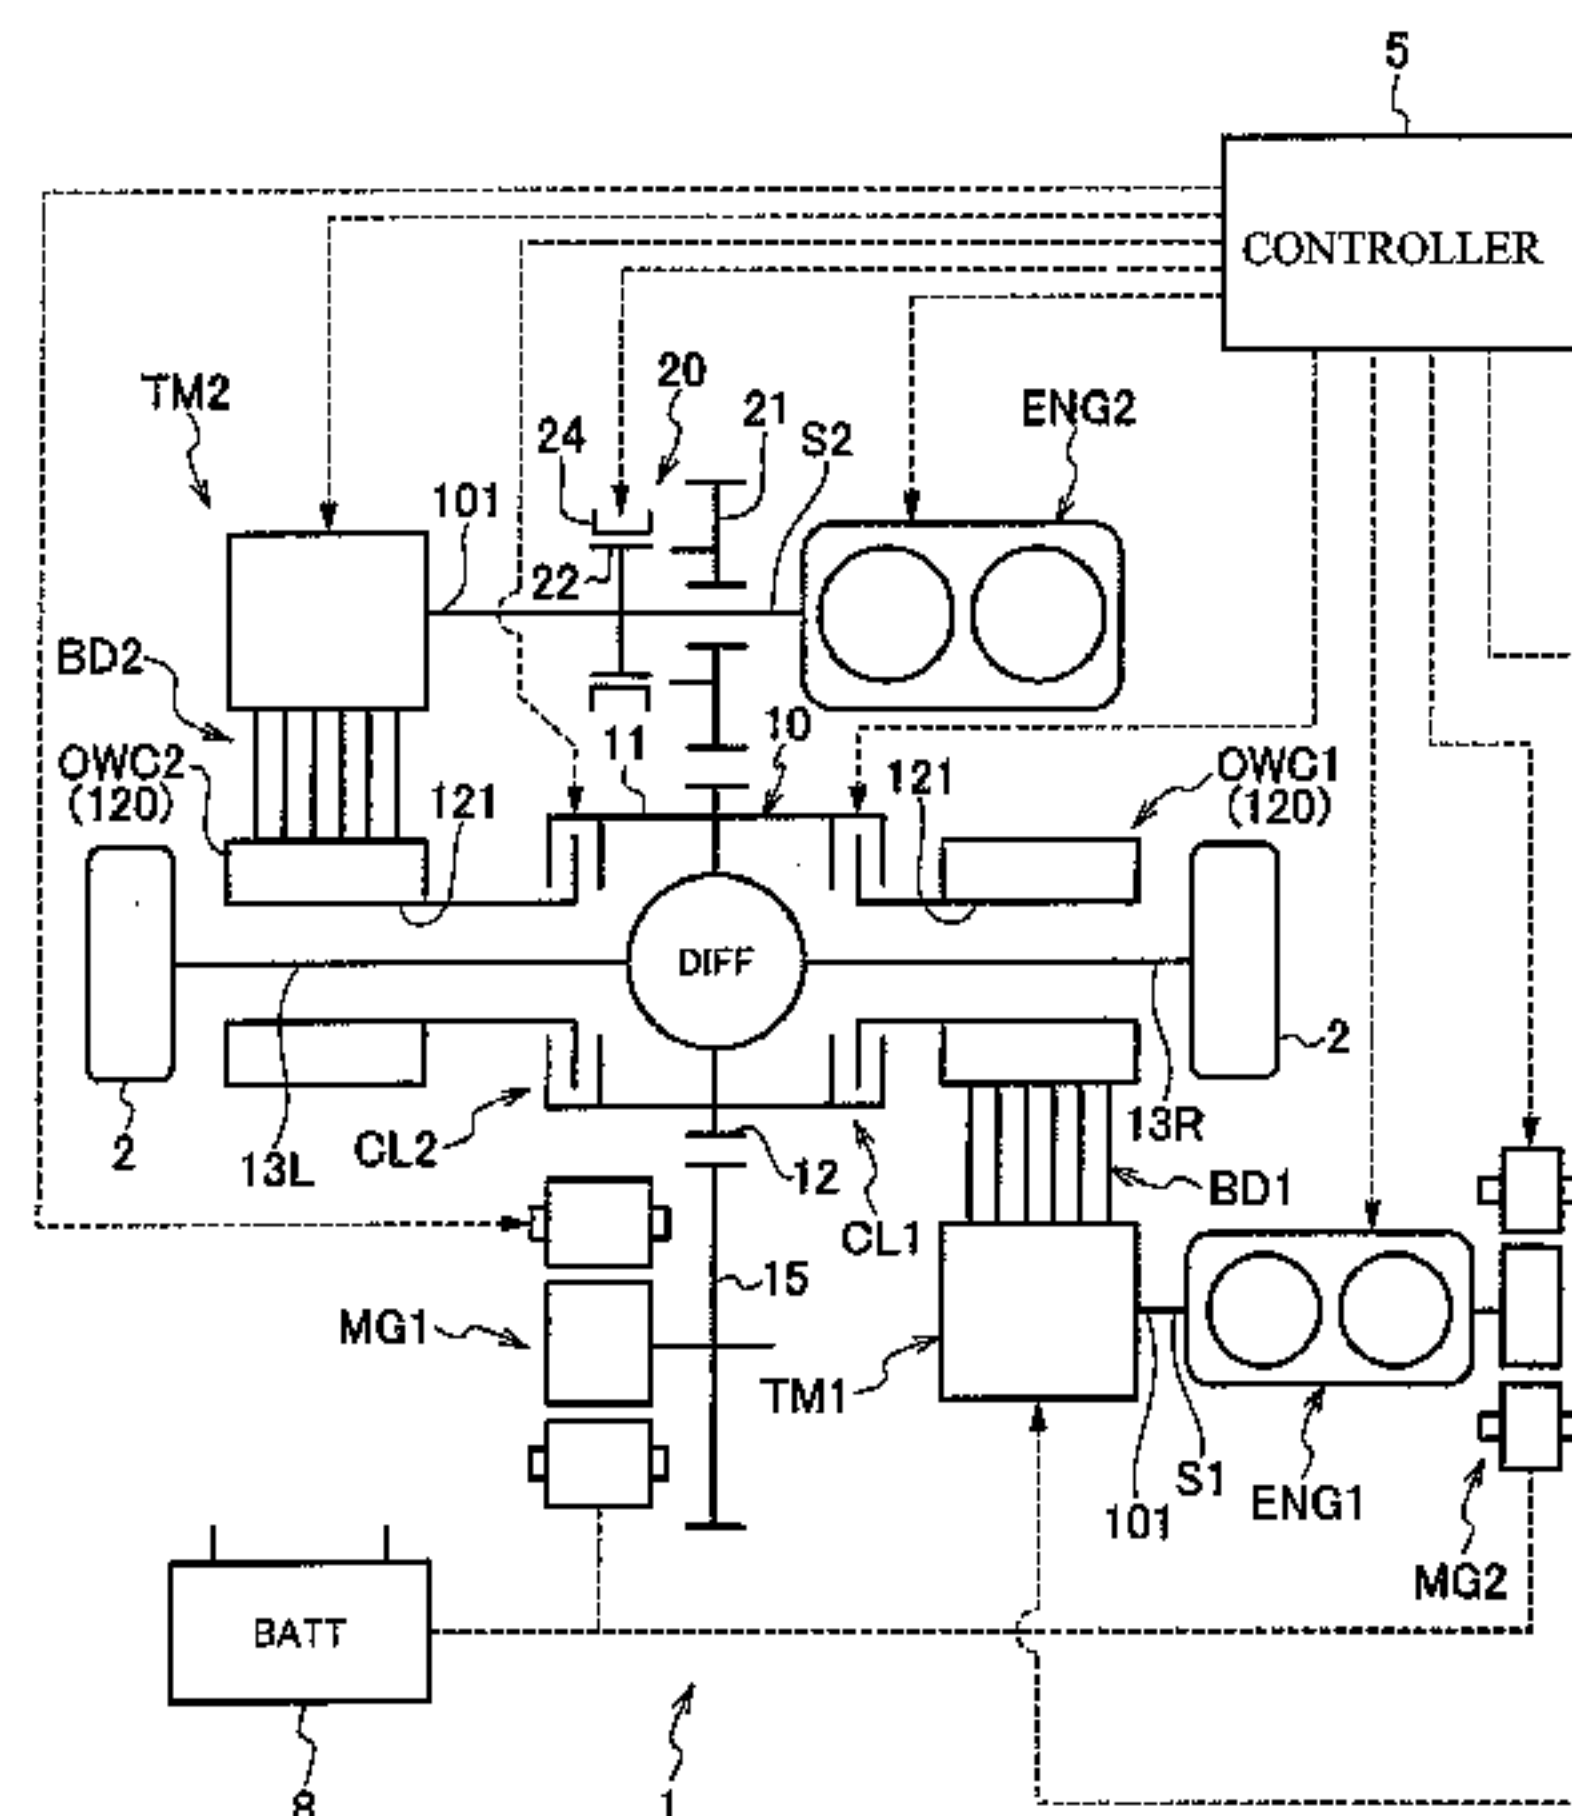 5
CONTROLLER
TM2
20
21
24
S2
ENG2
101
22
BD2
OWC2
(120)
11
10
121
121
OWC1
(120)
DIFF
2
2
13L
CL2
12
13R
BD1
CL1
15
MG1
TM1
S1
101
ENG1
MG2
BATT
8
1